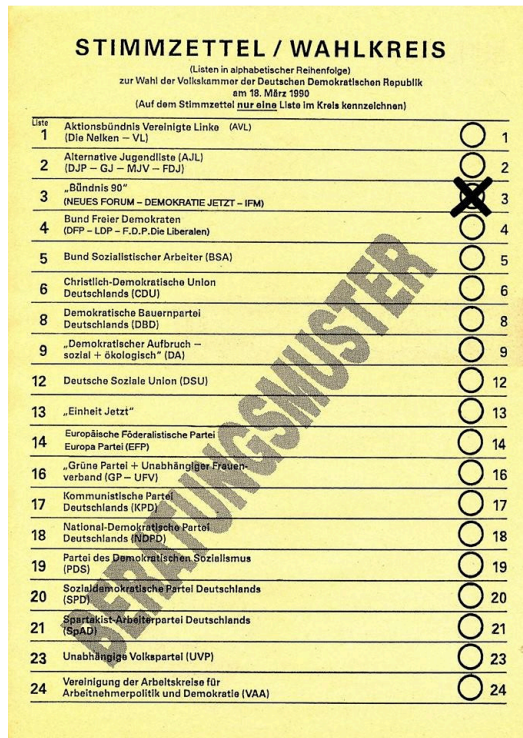 STIMMZETTEL / WAHLKREIS
(Listen in alphabetischer Reihenfolge)
zur Wahl der Volkskammer der Deutschen Demokratischen Republik
am 18. März 1990
(Auf dem Stimmzettel nur eine Liste im Kreis kennzeichnen)
Liste
1 Aktionsbündnis Vereinigte Linke (AVL) 1
(Die Nelken – VL)
2 Alternative Jugendliste (AJL) 2
(DJP – GJ – MJV – FDJ)
3 „Bündnis 90“ 3
(NEUES FORUM – DEMOKRATIE JETZT – IFM)
4 Bund Freier Demokraten 4
(DFP – LDP – F.D.P.Die Liberalen)
5 Bund Sozialistischer Arbeiter (BSA) 5
6 Christlich-Demokratische Union 6
Deutschlands (CDU)
8 Demokratische Bauernpartei 8
Deutschlands (DBD)
9 „Demokratischer Aufbruch – 9
sozial + ökologisch“ (DA)
12 Deutsche Soziale Union (DSU) 12
13 „Einheit Jetzt“ 13
14 Europäische Föderalistische Partei 14
Europa Partei (EFP)
16 „Grüne Partei + Unabhängiger Frauen- 16
verband (GP – UFV)
17 Kommunistische Partei 17
Deutschlands (KPD)
18 National-Demokratische Partei 18
Deutschlands (NDPD)
19 Partei des Demokratischen Sozialismus 19
(PDS)
20 Sozialdemokratische Partei Deutschlands 20
(SPD)
21 Spartakist-Arbeiterpartei Deutschlands 21
(SpAD)
23 Unabhängige Volkspartei (UVP) 23
24 Vereinigung der Arbeitskreise für 24
Arbeitnehmerpolitik und Demokratie (VAA)
BERATUNGSMUSTER